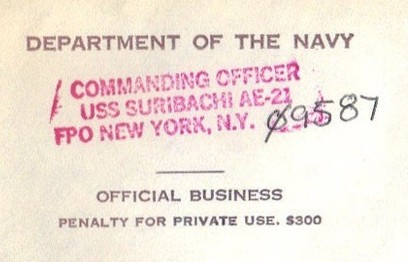 DEPARTMENT OF THE NAVY
COMMANDING OFFICER
USS SURIBACHI AE-21
FPO NEW YORK, N.Y. 09587
OFFICIAL BUSINESS
PENALTY FOR PRIVATE USE. $300